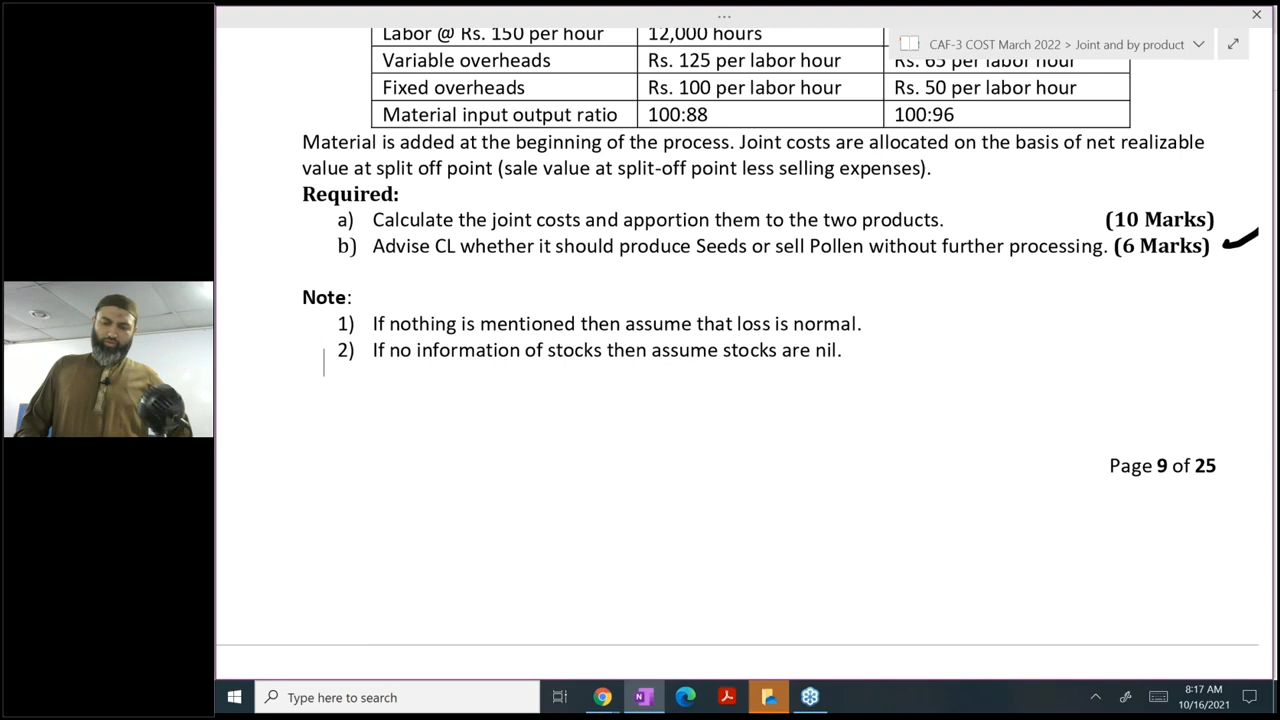 ...
CAF-3 COST March 2022 > Joint and by product
Labor @ Rs. 150 per hour 12,000 hours
Variable overheads Rs. 125 per labor hour Rs. 65 per labor hour
Fixed overheads Rs. 100 per labor hour Rs. 50 per labor hour
Material input output ratio 100:88 100:96
Material is added at the beginning of the process. Joint costs are allocated on the basis of net realizable
value at split off point (sale value at split-off point less selling expenses).
Required:
a) Calculate the joint costs and apportion them to the two products. (10 Marks)
b) Advise CL whether it should produce Seeds or sell Pollen without further processing. (6 Marks)
Note:
1) If nothing is mentioned then assume that loss is normal.
2) If no information of stocks then assume stocks are nil.
Page 9 of 25
Type here to search
8:17 AM
10/16/2021